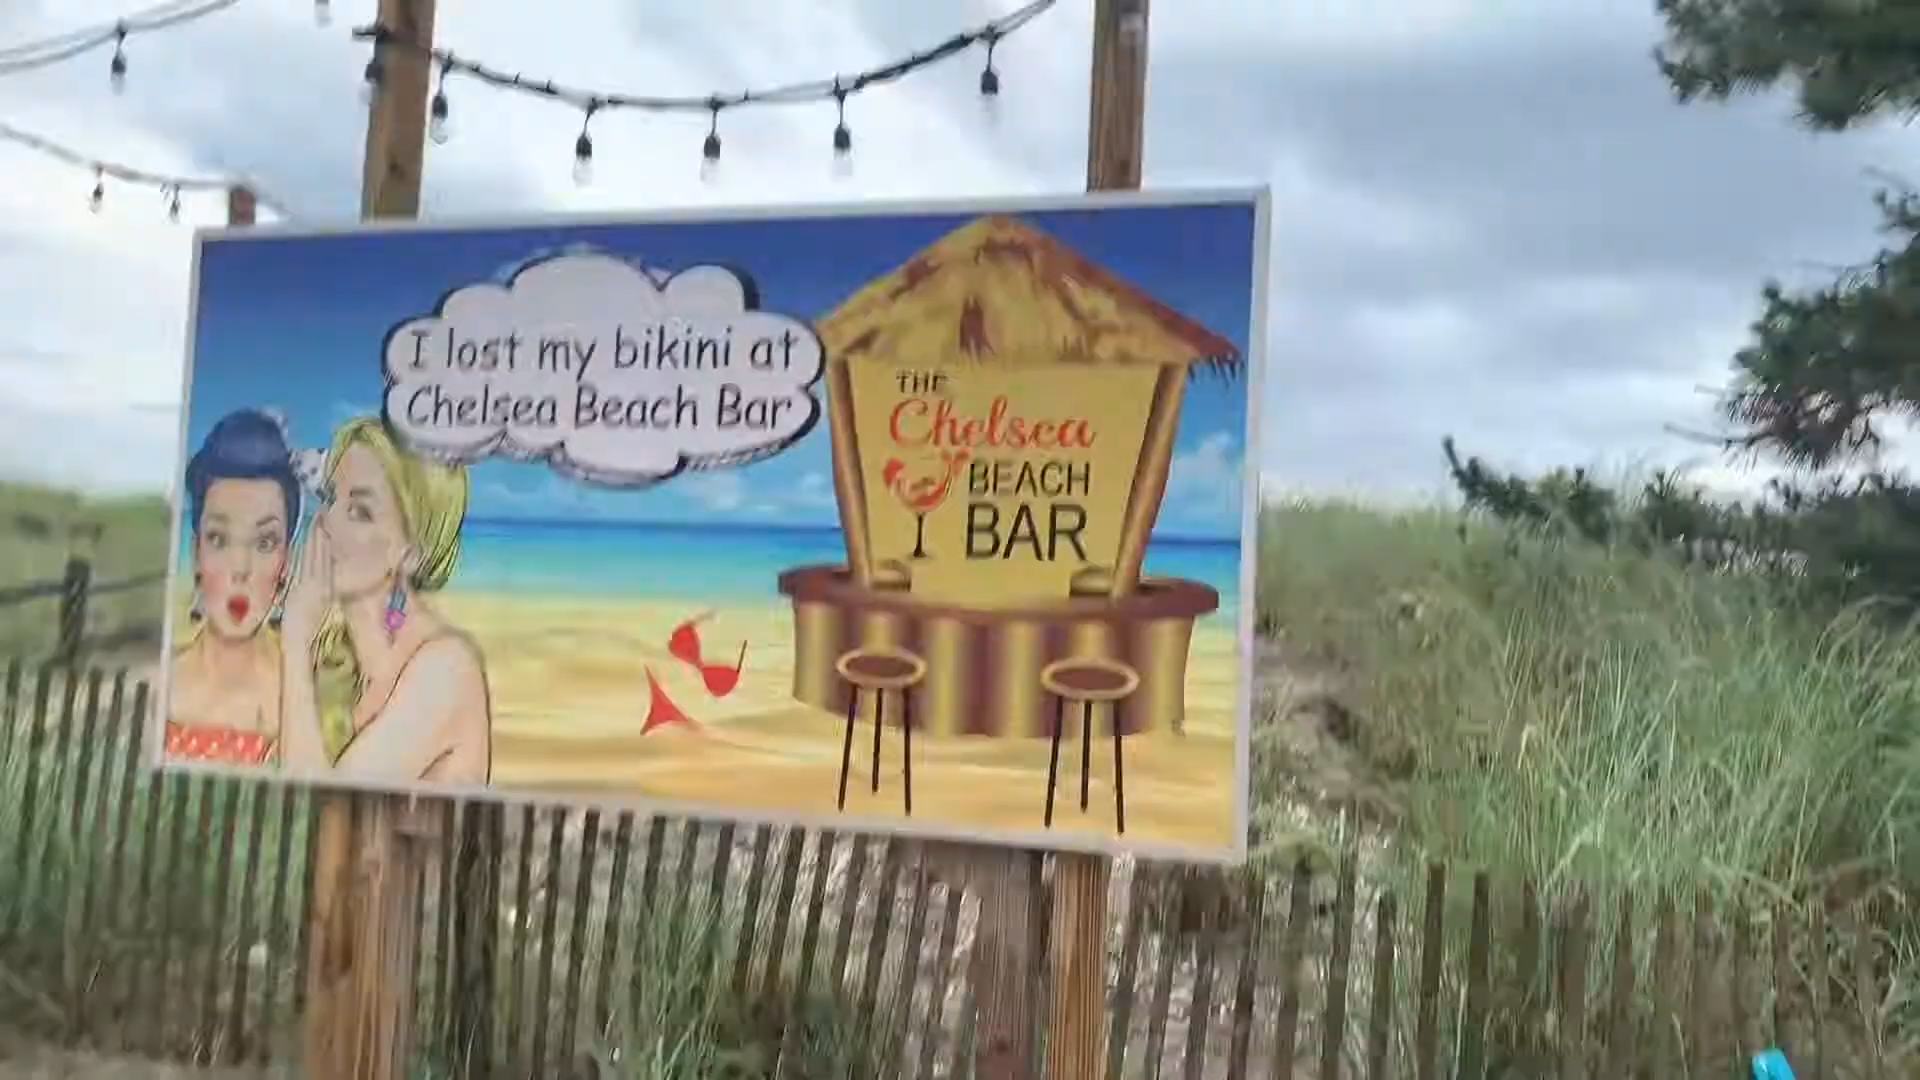 I lost my bikini at
Chelsea Beach Bar
THE
Chelsea
BEACH
BAR